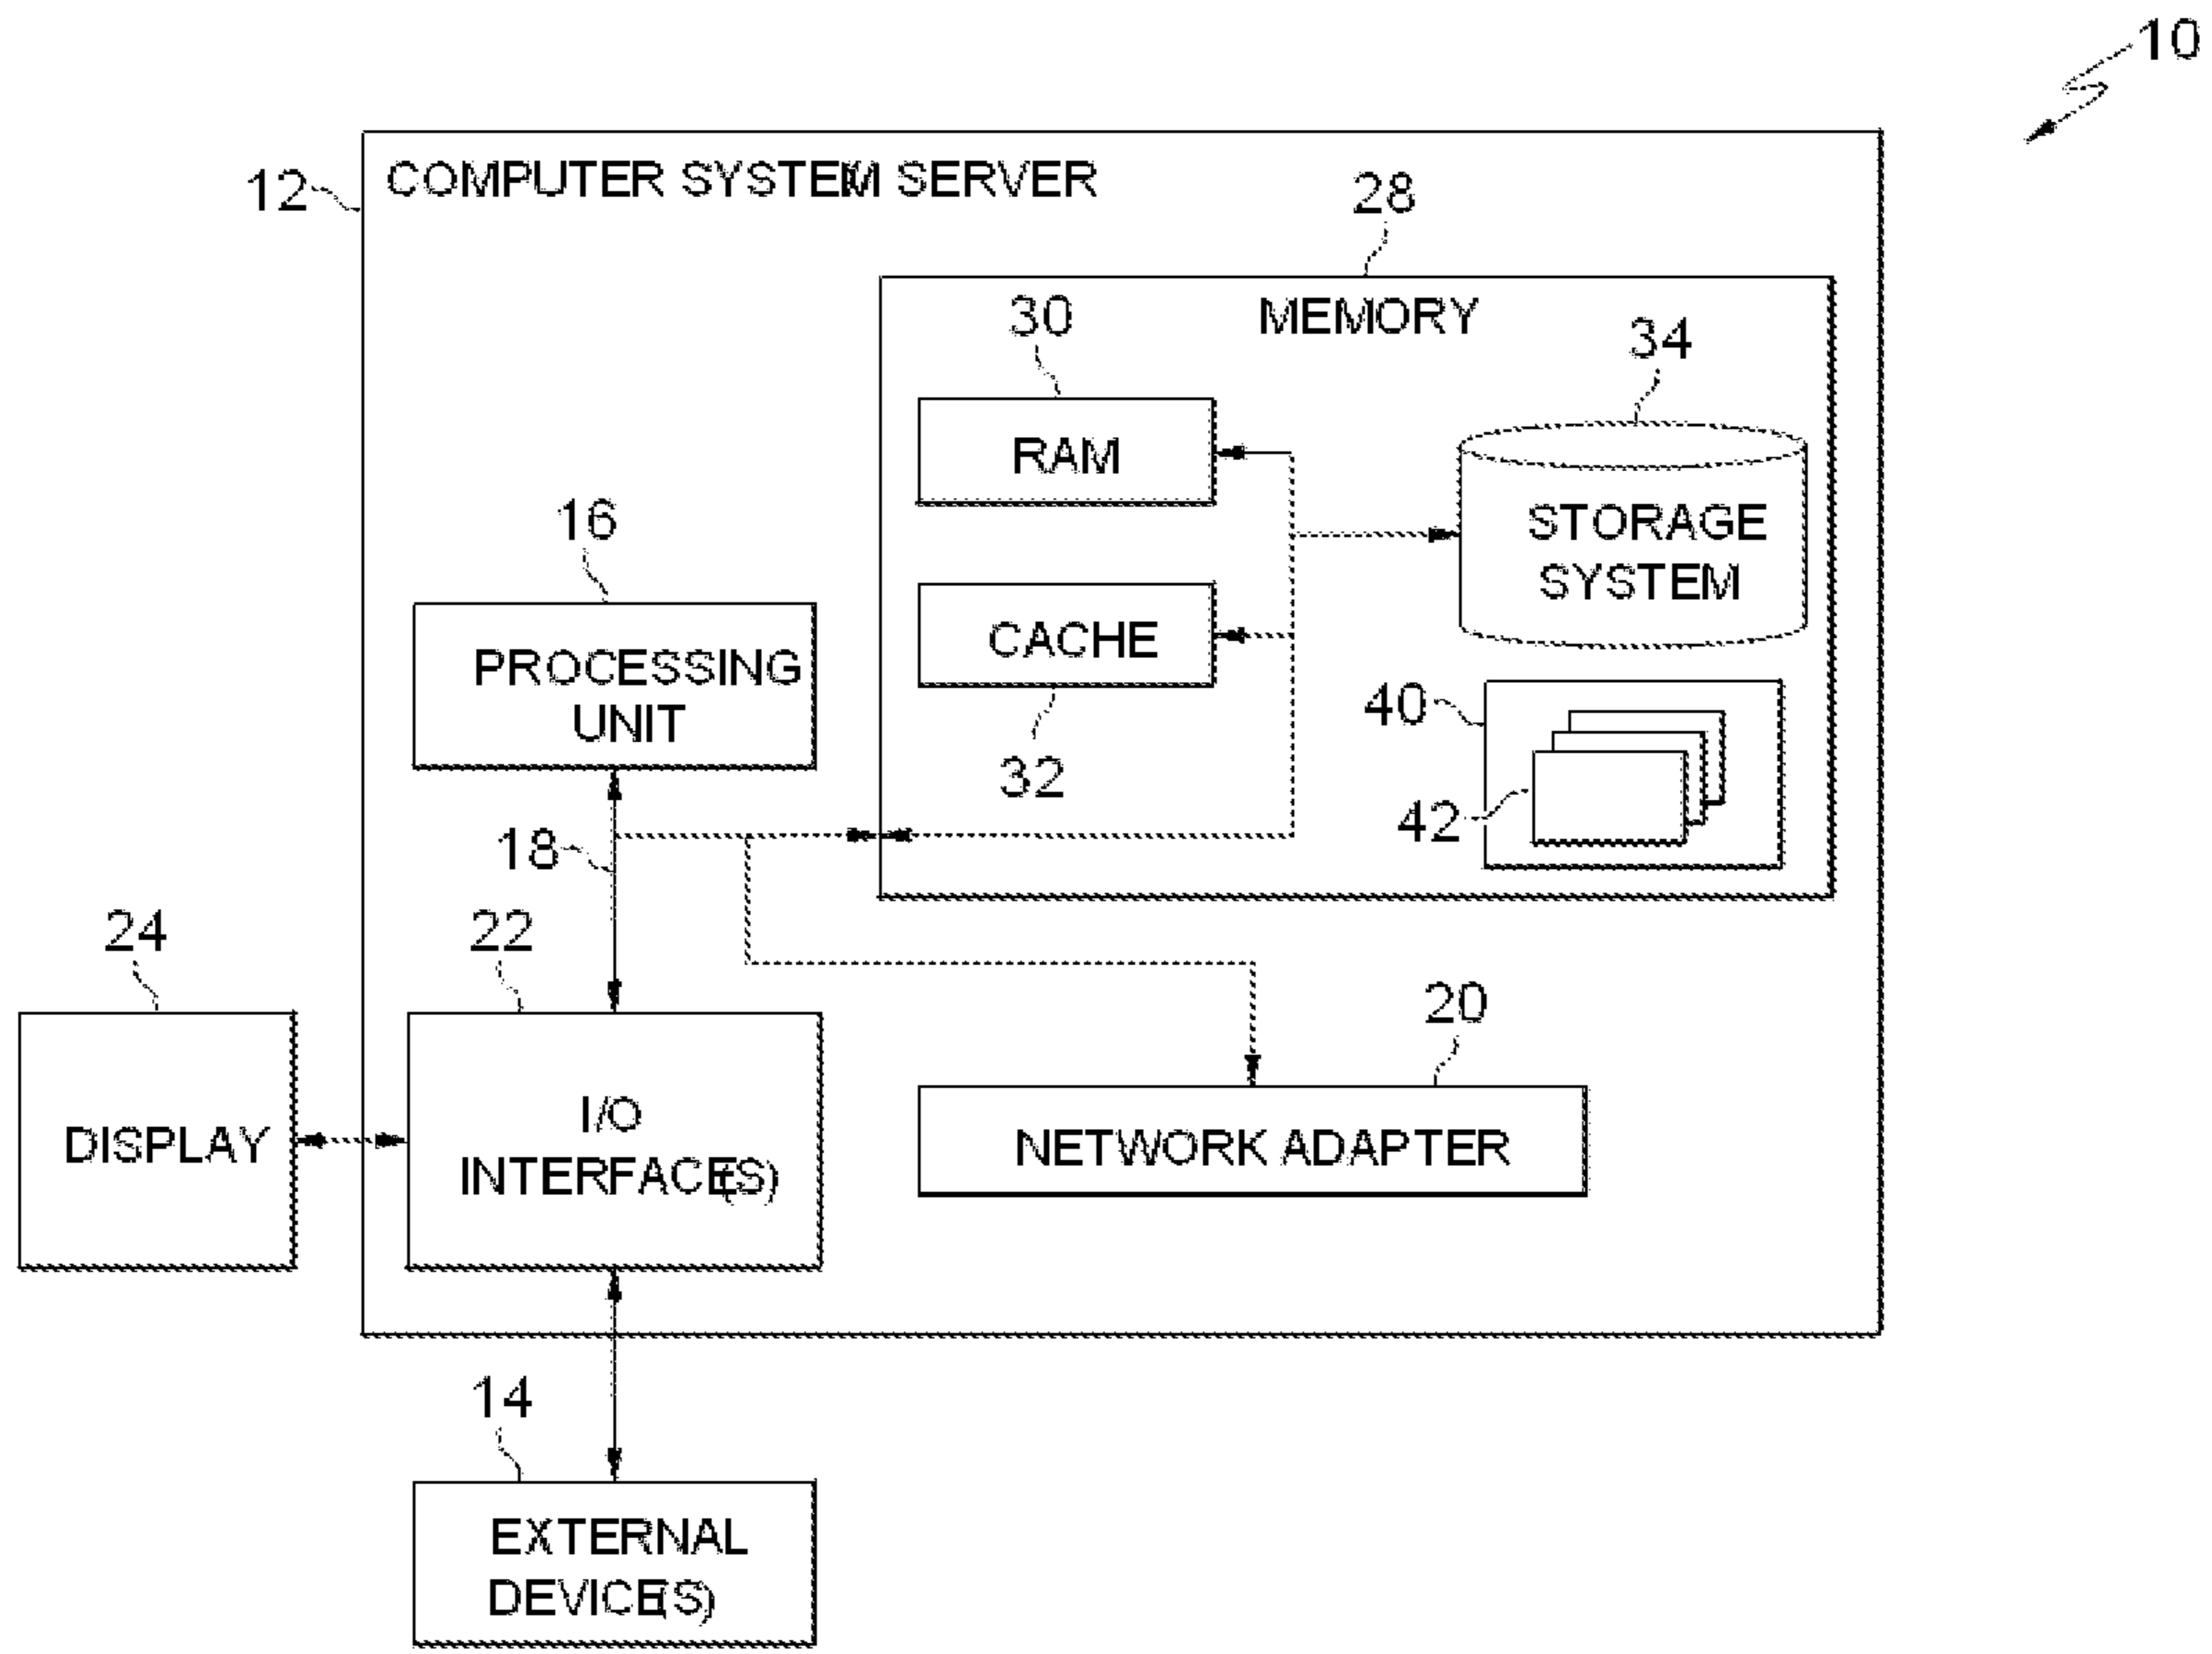 10
12
COMPUTER SYSTEM SERVER
28
MEMORY
30
34
RAM
STORAGE
SYSTEM
16
CACHE
PROCESSING
UNIT
32
40
42
18
24
22
20
DISPLAY
I/O
INTERFACE(S)
NETWORK ADAPTER
14
EXTERNAL
DEVICE(S)